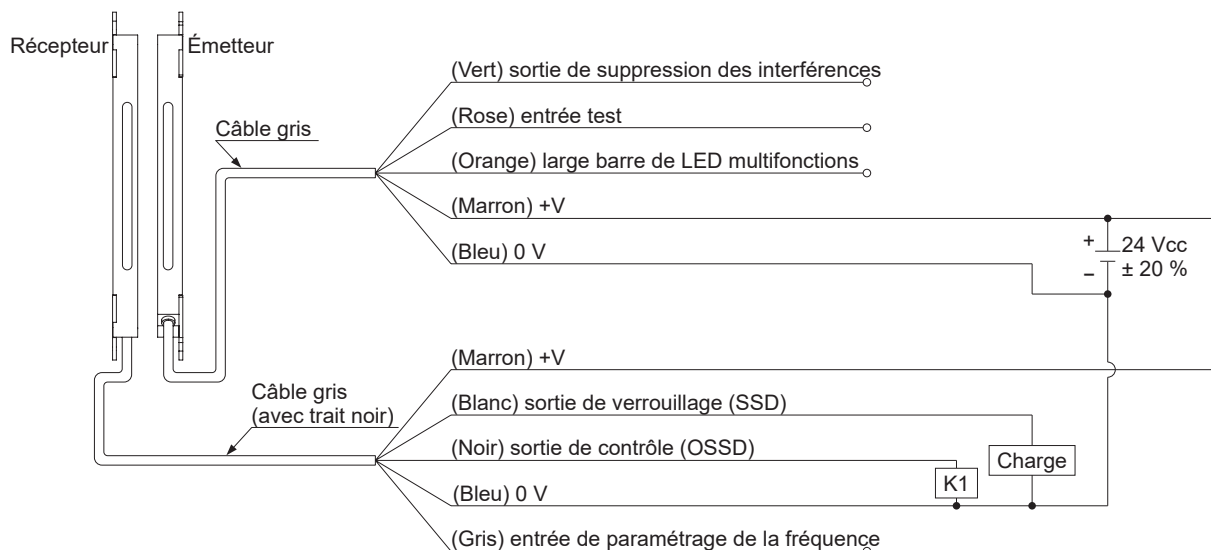 Récepteur
Émetteur
(Vert) sortie de suppression des interférences
(Rose) entrée test
Câble gris
(Orange) large barre de LED multifonctions
(Marron) +V
(Bleu) 0 V
+
−
24 Vcc
± 20 %
(Marron) +V
Câble gris
(avec trait noir)
(Blanc) sortie de verrouillage (SSD)
(Noir) sortie de contrôle (OSSD)
K1
Charge
(Bleu) 0 V
(Gris) entrée de paramétrage de la fréquence